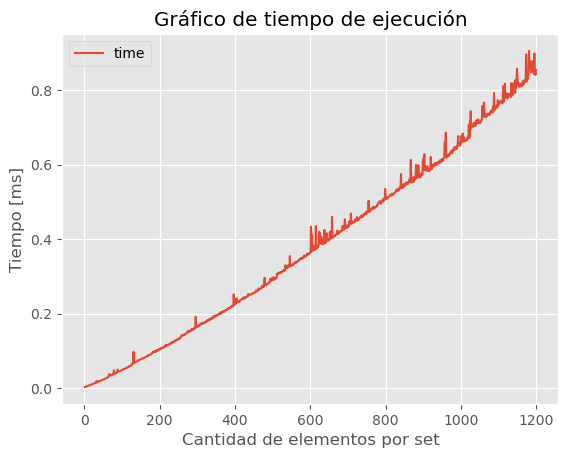 Gráfico de tiempo de ejecución
time
Tiempo [ms]
0.8
0.6
0.4
0.2
0.0
0 200 400 600 800 1000 1200
Cantidad de elementos por set